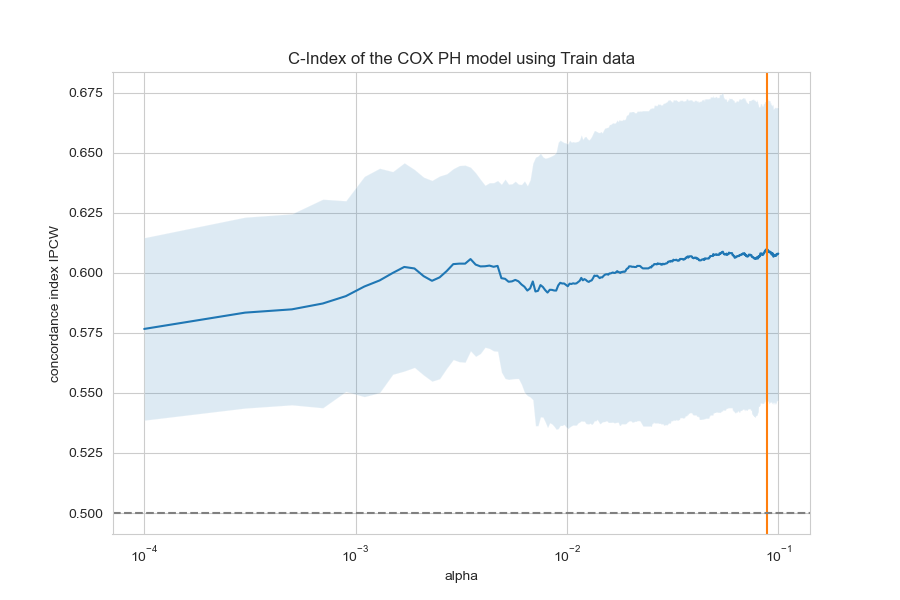 C-Index of the COX PH model using Train data
concordance index IPCW
0.675
0.650
0.625
0.600
0.575
0.550
0.525
0.500
10⁻⁴ 10⁻³ 10⁻² 10⁻¹
alpha